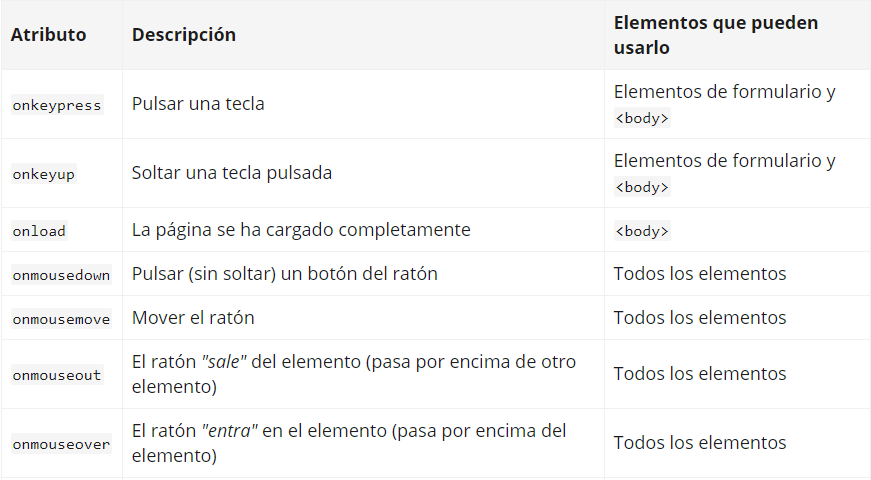 Atributo Descripción Elementos que pueden
usarlo
onkeypress Pulsar una tecla Elementos de formulario y
<body>
onkeyup Soltar una tecla pulsada Elementos de formulario y
<body>
onload La página se ha cargado completamente <body>
onmousedown Pulsar (sin soltar) un botón del ratón Todos los elementos
onmousemove Mover el ratón Todos los elementos
onmouseout El ratón "sale" del elemento (pasa por encima de otro
elemento) Todos los elementos
onmouseover El ratón "entra" en el elemento (pasa por encima del
elemento) Todos los elementos